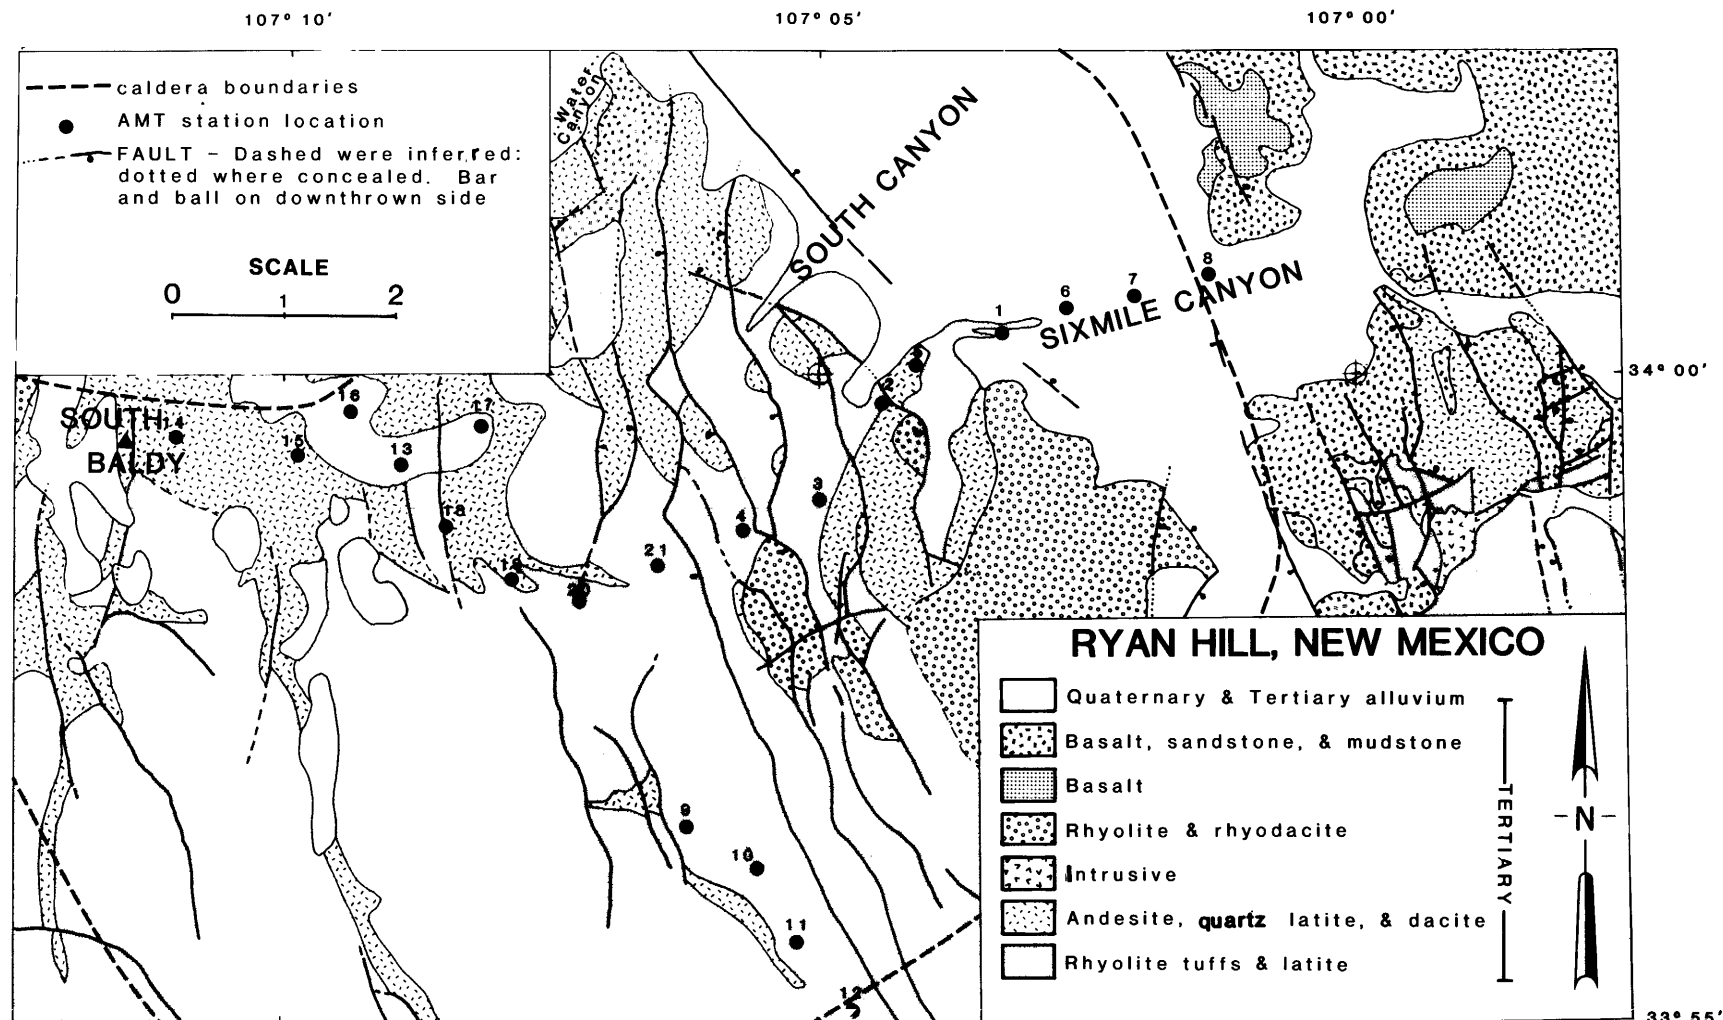 107° 10'
107° 05'
107° 00'
caldera boundaries
AMT station location
FAULT - Dashed were inferred:
dotted where concealed. Bar
and ball on downthrown side
SCALE
0
1
2
Water
Canyon
SOUTH CANYON
SIXMILE CANYON
8
7
6
1
5
2
34° 00'
SOUTH
BALDY
14
16
17
15
13
18
19
20
21
4
3
9
10
11
12
RYAN HILL, NEW MEXICO
Quaternary & Tertiary alluvium
Basalt, sandstone, & mudstone
Basalt
Rhyolite & rhyodacite
Intrusive
Andesite, quartz latite, & dacite
Rhyolite tuffs & latite
TERTIARY
N
33° 55'